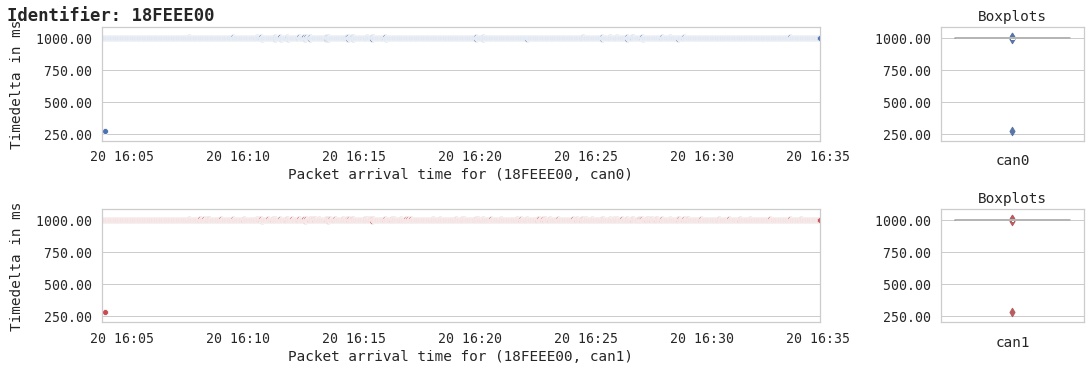 Identifier: 18FEEE00
Boxplots
Timedelta in ms
1000.00
750.00
500.00
250.00
20 16:05 20 16:10 20 16:15 20 16:20 20 16:25 20 16:30 20 16:35
Packet arrival time for (18FEEE00, can0)
1000.00
750.00
500.00
250.00
can0
Boxplots
Timedelta in ms
1000.00
750.00
500.00
250.00
20 16:05 20 16:10 20 16:15 20 16:20 20 16:25 20 16:30 20 16:35
Packet arrival time for (18FEEE00, can1)
1000.00
750.00
500.00
250.00
can1